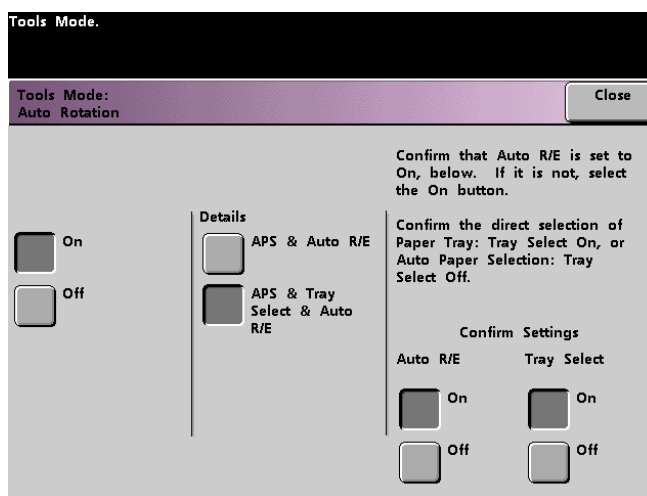 Tools Mode.
Tools Mode:
Auto Rotation
Close
On
Off
Details
APS & Auto R/E
APS & Tray
Select & Auto
R/E
Confirm that Auto R/E is set to
On, below. If it is not, select
the On button.
Confirm the direct selection of
Paper Tray: Tray Select On, or
Auto Paper Selection: Tray
Select Off.
Confirm Settings
Auto R/E Tray Select
On On
Off Off